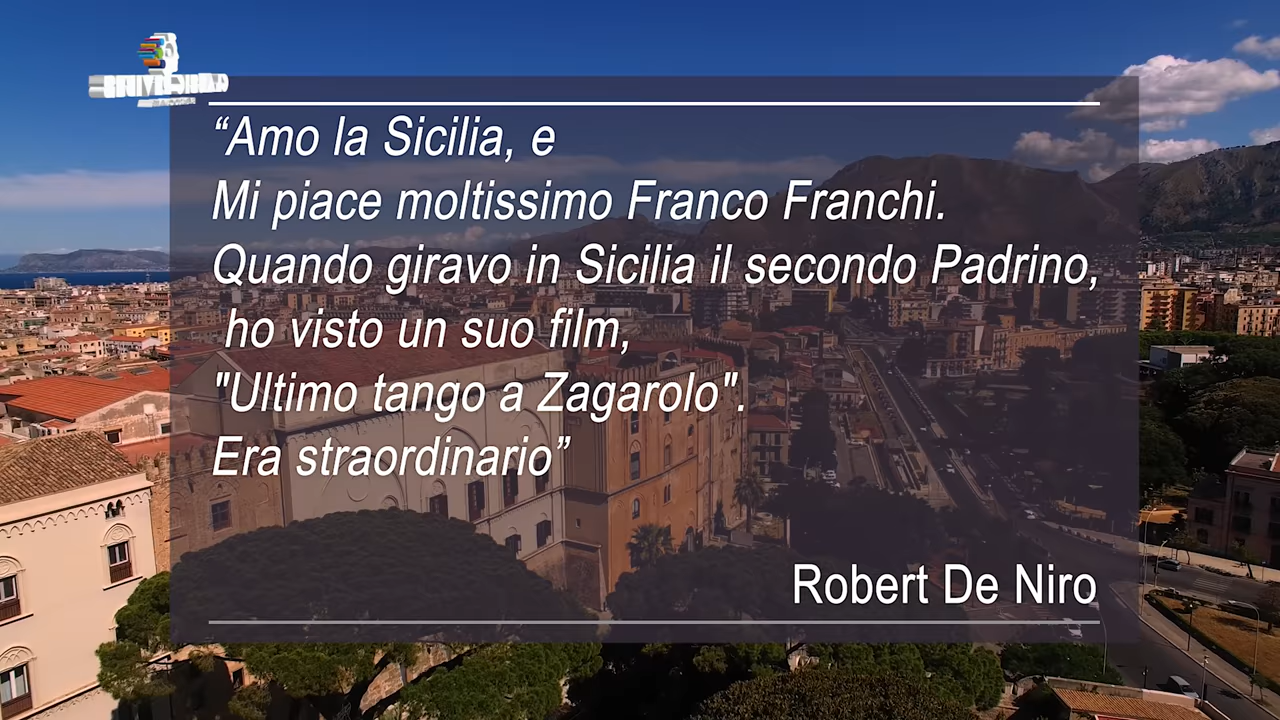 “Amo la Sicilia, e
Mi piace moltissimo Franco Franchi.
Quando giravo in Sicilia il secondo Padrino,
ho visto un suo film,
"Ultimo tango a Zagarolo".
Era straordinario”
Robert De Niro